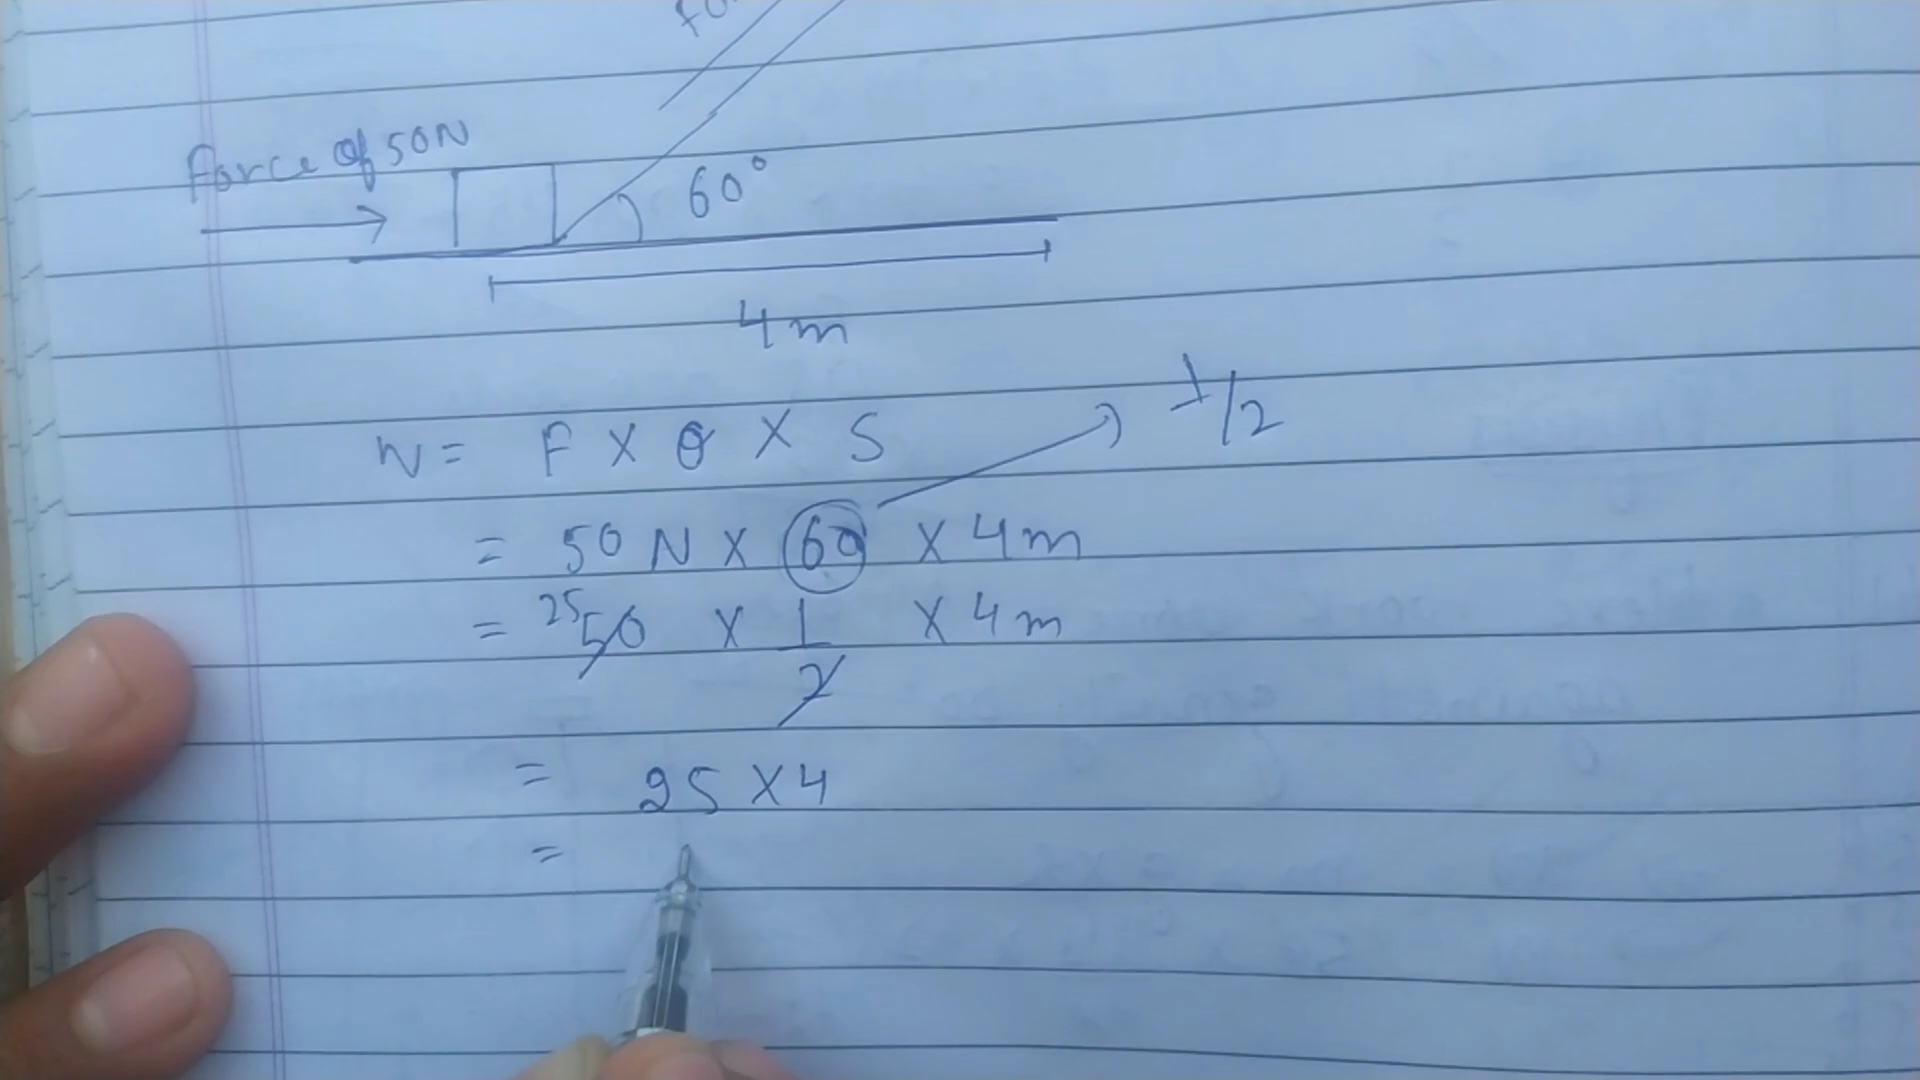 Force of 50N
60°
4m
1/2
W = F X θ X S
= 50 N X 60 X 4m
= 25 50 X 1/2 X 4m
= 25 X 4
=